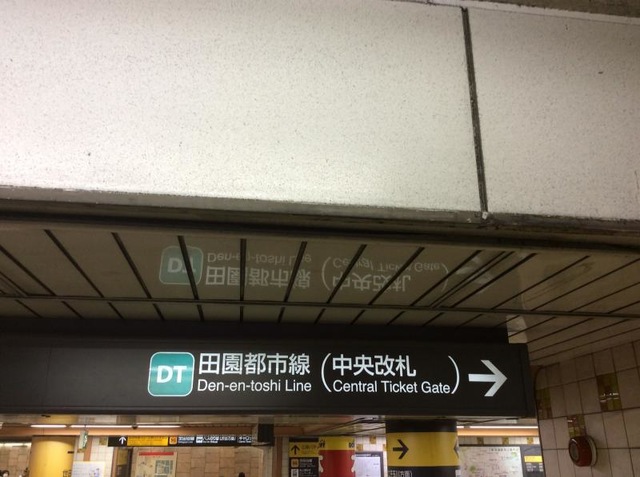 DT
田園都市線
Den-en-toshi Line
(中央改札
Central Ticket Gate)